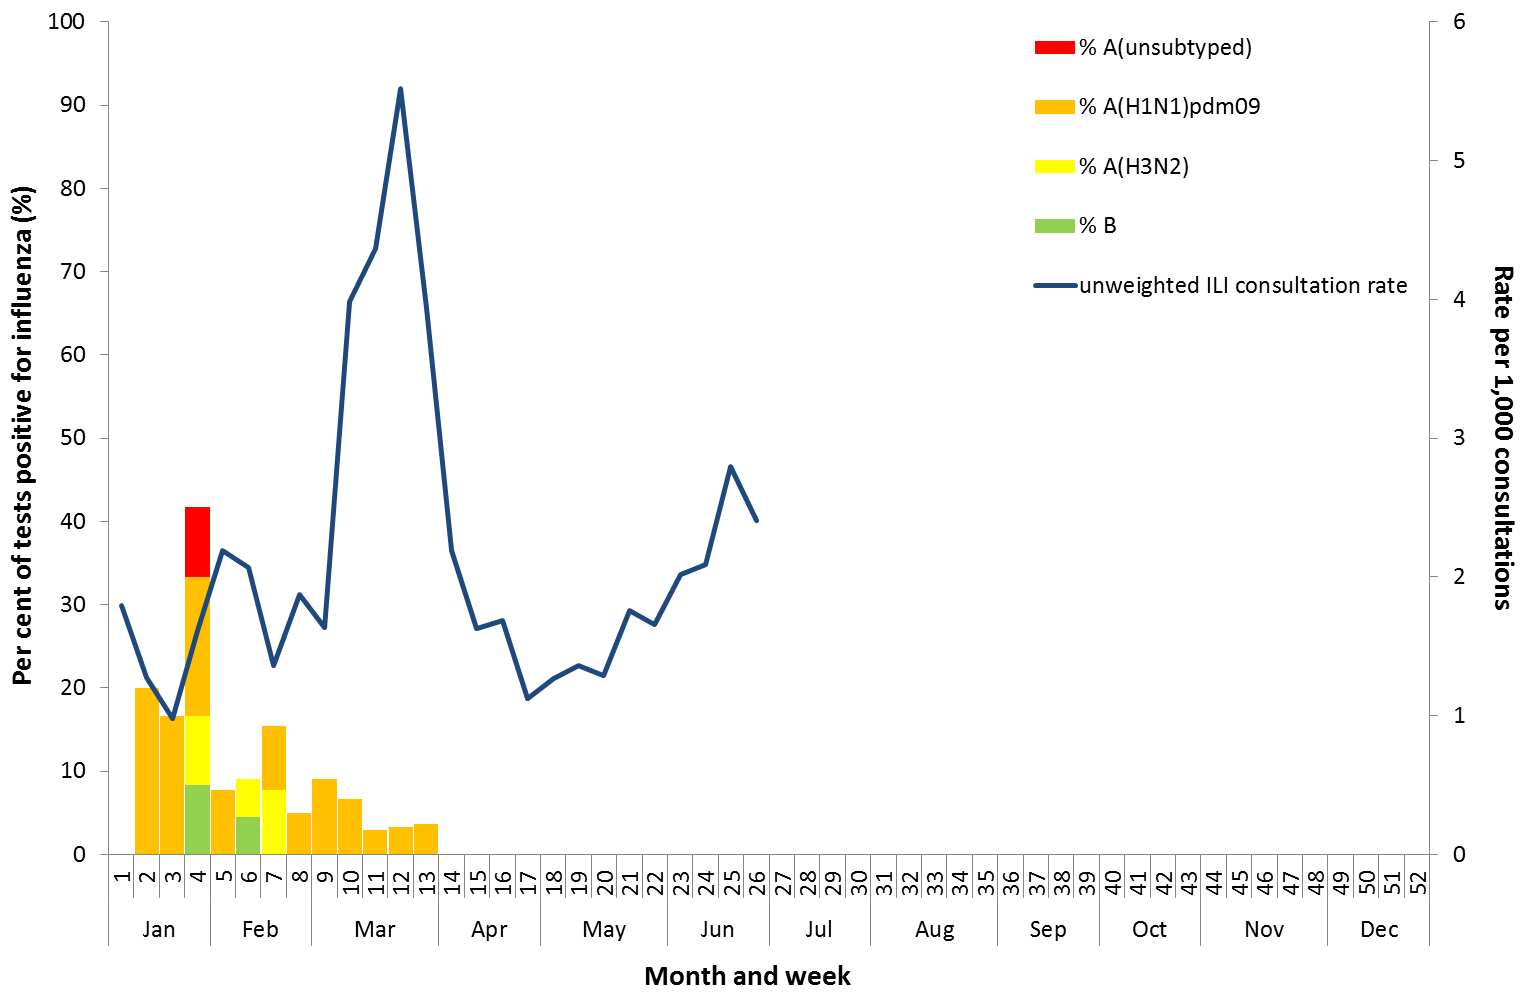 100
90
80
70
60
50
40
30
20
10
0
Per cent of tests positive for influenza (%)
% A(unsubtyped)
% A(H1N1)pdm09
% A(H3N2)
% B
unweighted ILI consultation rate
6
5
4
3
2
1
0
Rate per 1,000 consultations
1 2 3 4 5 6 7 8 9 10 11 12 13 14 15 16 17 18 19 20 21 22 23 24 25 26 27 28 29 30 31 32 33 34 35 36 37 38 39 40 41 42 43 44 45 46 47 48 49 50 51 52
Jan Feb Mar Apr May Jun Jul Aug Sep Oct Nov Dec
Month and week